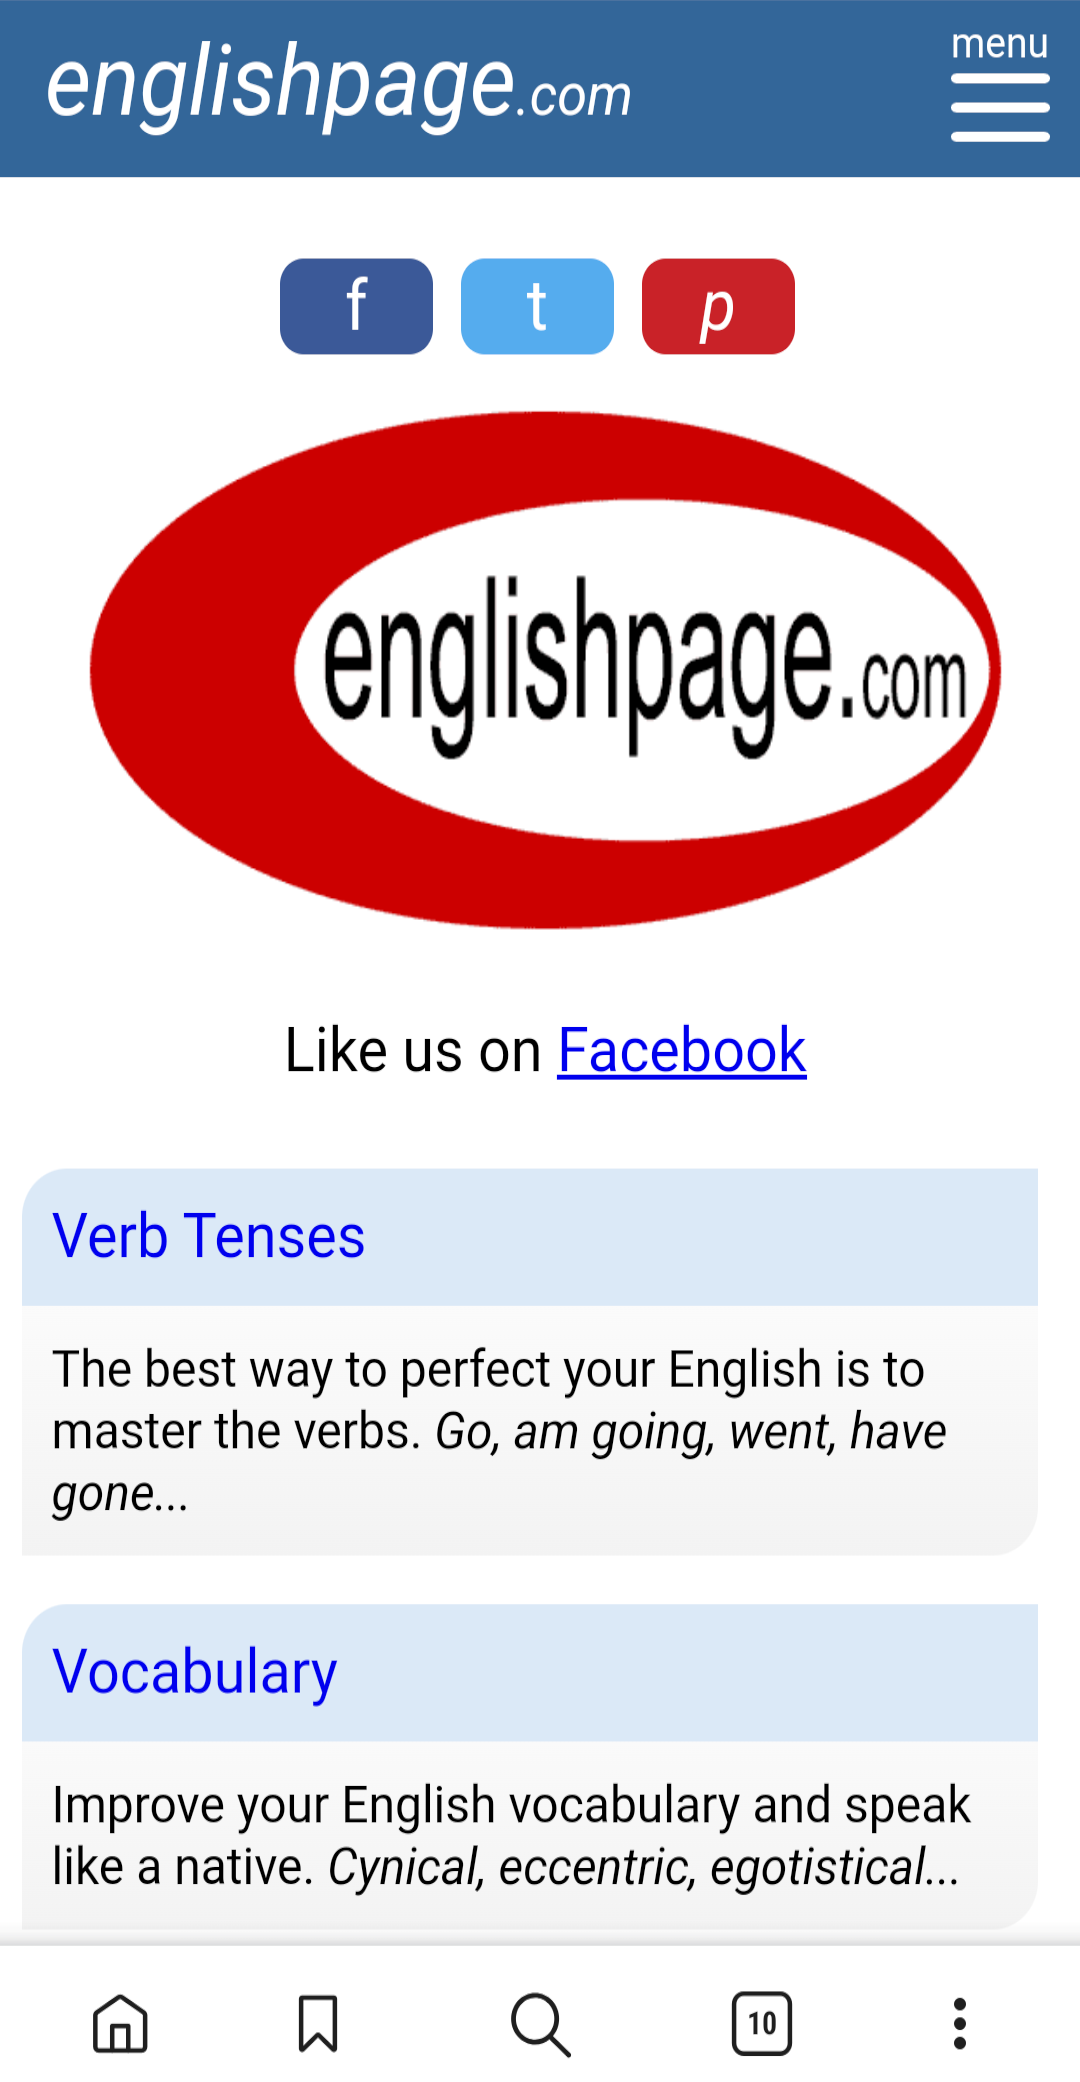 englishpage.com
menu
f t p
englishpage.com
Like us on Facebook
Verb Tenses
The best way to perfect your English is to
master the verbs. Go, am going, went, have
gone...
Vocabulary
Improve your English vocabulary and speak
like a native. Cynical, eccentric, egotistical...
10